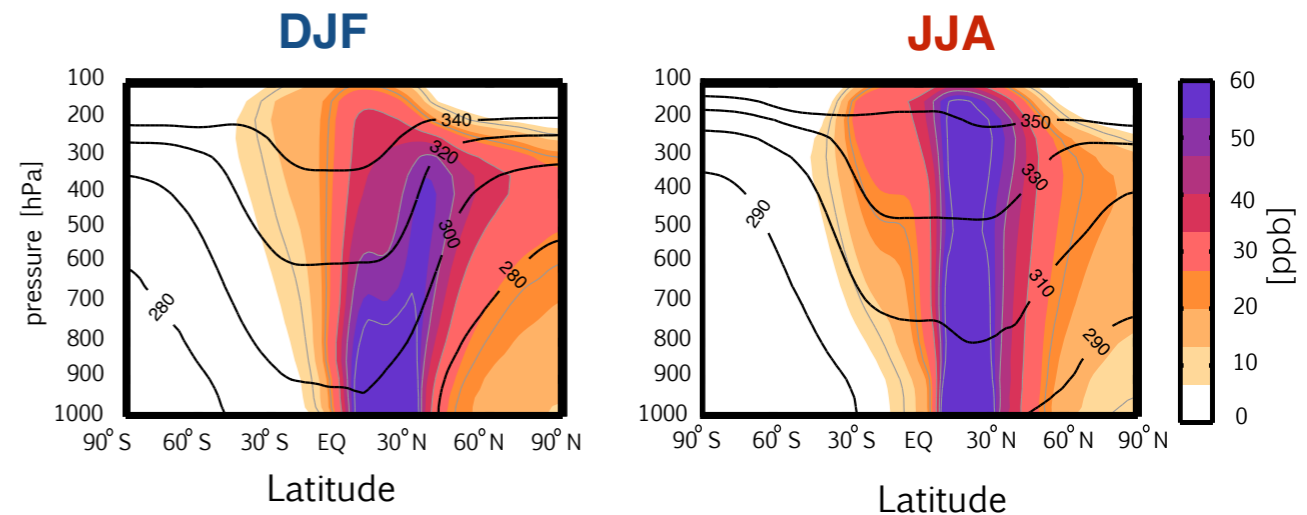 DJF
JJA
100
200
300
400
500
600
700
800
900
1000
pressure [hPa]
340
320
300
280
280
90° S
60° S
30° S
EQ
30° N
60° N
90° N
Latitude
100
200
300
400
500
600
700
800
900
1000
350
330
310
290
290
90° S
60° S
30° S
EQ
30° N
60° N
90° N
Latitude
60
50
40
30
20
10
0
[ppb]